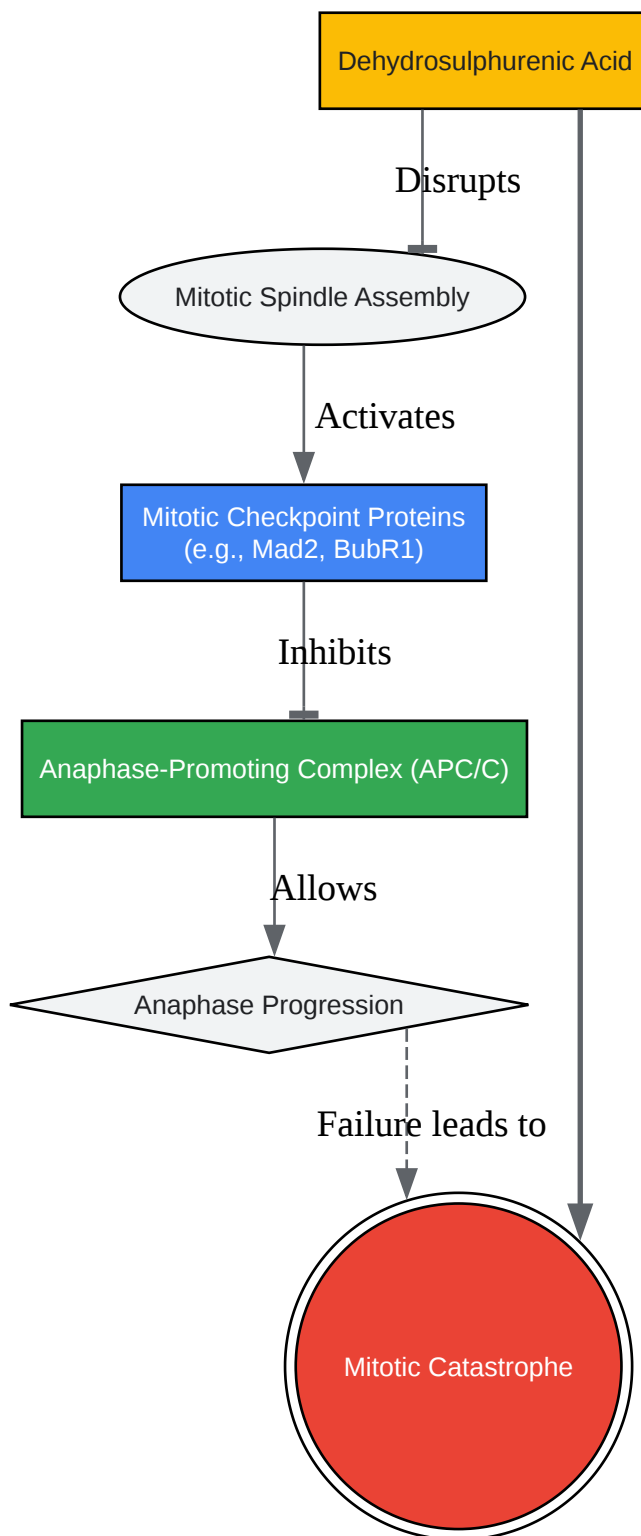 Dehydrosulphurenic Acid
Disrupts
Mitotic Spindle Assembly
Activates
Mitotic Checkpoint Proteins
(e.g., Mad2, BubR1)
Inhibits
Anaphase-Promoting Complex (APC/C)
Allows
Anaphase Progression
Failure leads to
Mitotic Catastrophe